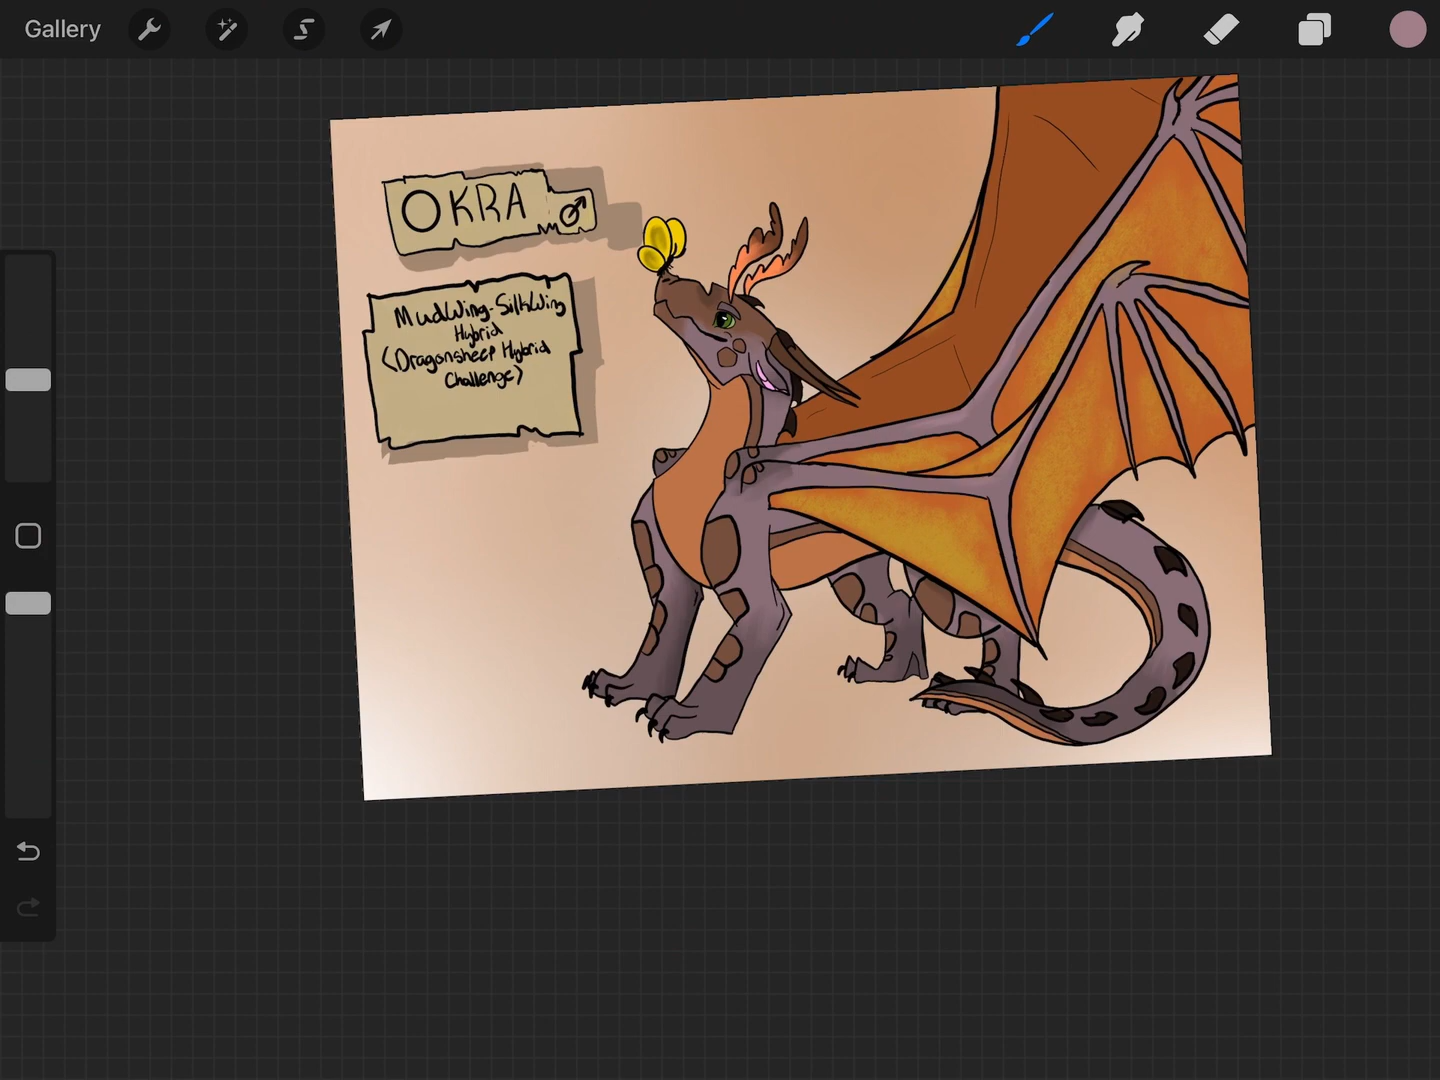 Gallery
OKRA ♂
MudWing-SilkWing
Hybrid
<Dragonsheep Hybrid
Challenge>